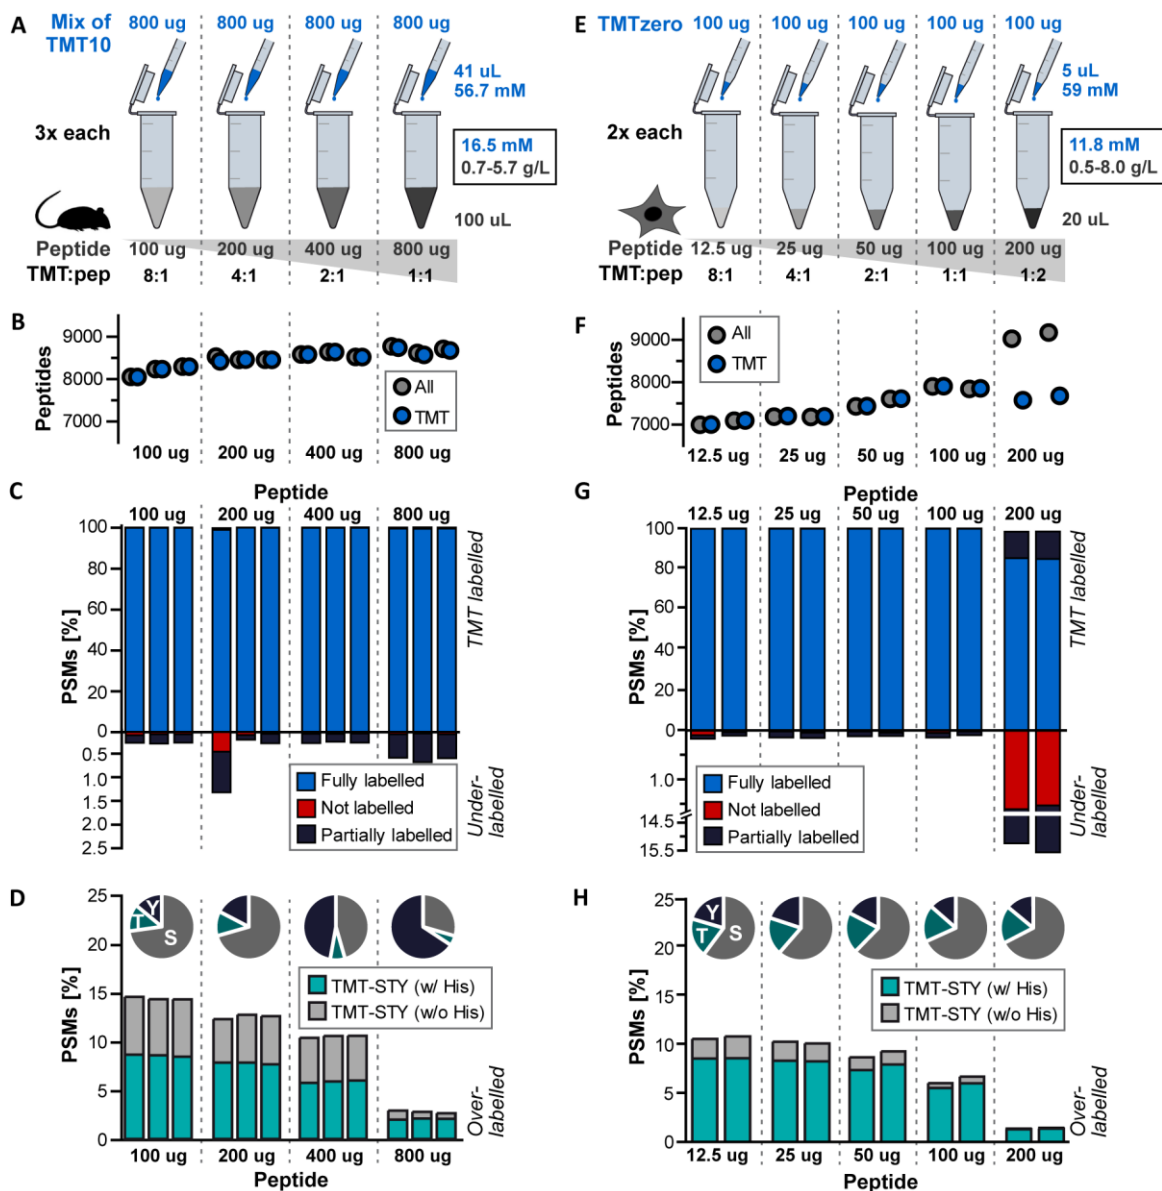 A
Mix of
TMT10
800 ug 800 ug 800 ug 800 ug
41 uL
56.7 mM
3x each
16.5 mM
0.7-5.7 g/L
100 uL
Peptide 100 ug 200 ug 400 ug 800 ug
TMT:pep 8:1 4:1 2:1 1:1
B
Peptides
9000
8000
7000
All
TMT
100 ug 200 ug 400 ug 800 ug
C
Peptide
100 ug 200 ug 400 ug 800 ug
PSMs [%]
100
80
60
40
20
0
0.5
1.0
1.5
2.0
2.5
TMT labelled
Under-
labelled
Fully labelled
Not labelled
Partially labelled
D
PSMs [%]
25
20
15
10
5
0
Y
T
S
TMT-STY (w/ His)
TMT-STY (w/o His)
Over-
labelled
100 ug 200 ug 400 ug 800 ug
Peptide
E
TMTzero
100 ug 100 ug 100 ug 100 ug 100 ug
5 uL
59 mM
2x each
11.8 mM
0.5-8.0 g/L
20 uL
Peptide 12.5 ug 25 ug 50 ug 100 ug 200 ug
TMT:pep 8:1 4:1 2:1 1:1 1:2
F
Peptides
9000
8000
7000
All
TMT
12.5 ug 25 ug 50 ug 100 ug 200 ug
G
Peptide
12.5 ug 25 ug 50 ug 100 ug 200 ug
PSMs [%]
100
80
60
40
20
0
1.0
14.5
15.5
TMT labelled
Under-
labelled
Fully labelled
Not labelled
Partially labelled
H
PSMs [%]
25
20
15
10
5
0
Y
T
S
TMT-STY (w/ His)
TMT-STY (w/o His)
Over-
labelled
12.5 ug 25 ug 50 ug 100 ug 200 ug
Peptide